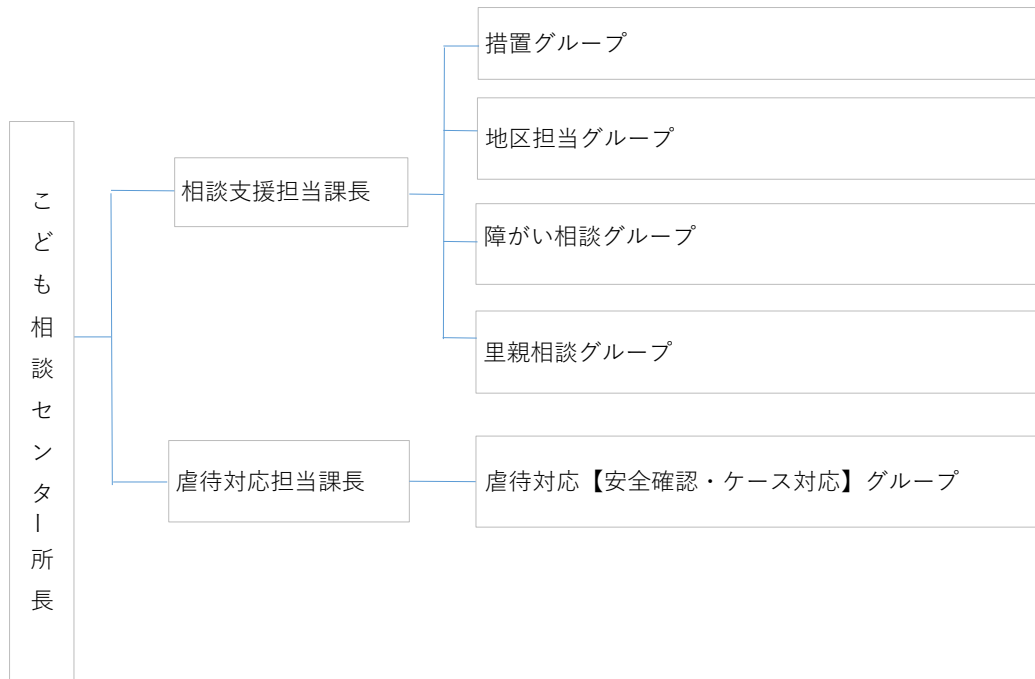 こども相談センター所長
相談支援担当課長
措置グループ
地区担当グループ
障がい相談グループ
里親相談グループ
虐待対応担当課長
虐待対応【安全確認・ケース対応】グループ